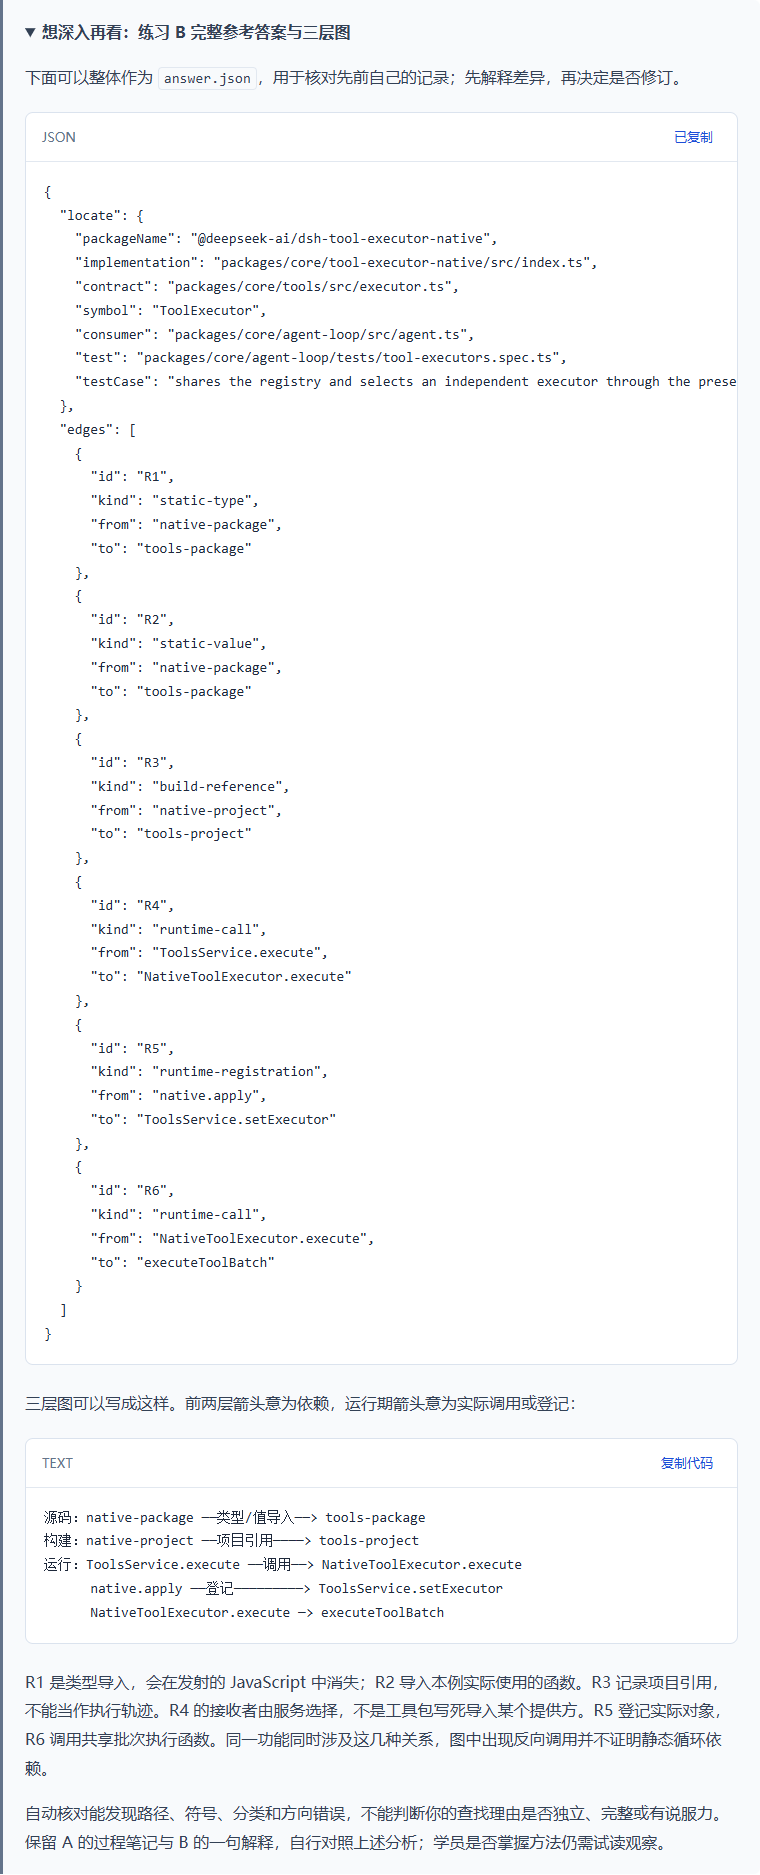 ▼ 想深入再看：练习 B 完整参考答案与三层图
下面可以整体作为 answer.json，用于核对先前自己的记录；先解释差异，再决定是否修订。
JSON 已复制
{
  "locate": {
    "packageName": "@deepseek-ai/dsh-tool-executor-native",
    "implementation": "packages/core/tool-executor-native/src/index.ts",
    "contract": "packages/core/tools/src/executor.ts",
    "symbol": "ToolExecutor",
    "consumer": "packages/core/agent-loop/src/agent.ts",
    "test": "packages/core/agent-loop/tests/tool-executors.spec.ts",
    "testCase": "shares the registry and selects an independent executor through the prese
  },
  "edges": [
    {
      "id": "R1",
      "kind": "static-type",
      "from": "native-package",
      "to": "tools-package"
    },
    {
      "id": "R2",
      "kind": "static-value",
      "from": "native-package",
      "to": "tools-package"
    },
    {
      "id": "R3",
      "kind": "build-reference",
      "from": "native-project",
      "to": "tools-project"
    },
    {
      "id": "R4",
      "kind": "runtime-call",
      "from": "ToolsService.execute",
      "to": "NativeToolExecutor.execute"
    },
    {
      "id": "R5",
      "kind": "runtime-registration",
      "from": "native.apply",
      "to": "ToolsService.setExecutor"
    },
    {
      "id": "R6",
      "kind": "runtime-call",
      "from": "NativeToolExecutor.execute",
      "to": "executeToolBatch"
    }
  ]
}
三层图可以写成这样。前两层箭头意为依赖，运行期箭头意为实际调用或登记：
TEXT 复制代码
源码：native-package ──类型/值导入──> tools-package
构建：native-project ──项目引用────> tools-project
运行：ToolsService.execute ──调用──> NativeToolExecutor.execute
      native.apply ──登记─────────> ToolsService.setExecutor
      NativeToolExecutor.execute ─> executeToolBatch
R1 是类型导入，会在发射的 JavaScript 中消失；R2 导入本例实际使用的函数。R3 记录项目引用，
不能当作执行轨迹。R4 的接收者由服务选择，不是工具包写死导入某个提供方。R5 登记实际对象，
R6 调用共享批次执行函数。同一功能同时涉及这几种关系，图中出现反向调用并不证明静态循环依
赖。
自动核对能发现路径、符号、分类和方向错误，不能判断你的查找理由是否独立、完整或有说服力。
保留 A 的过程笔记与 B 的一句解释，自行对照上述分析；学员是否掌握方法仍需试读观察。